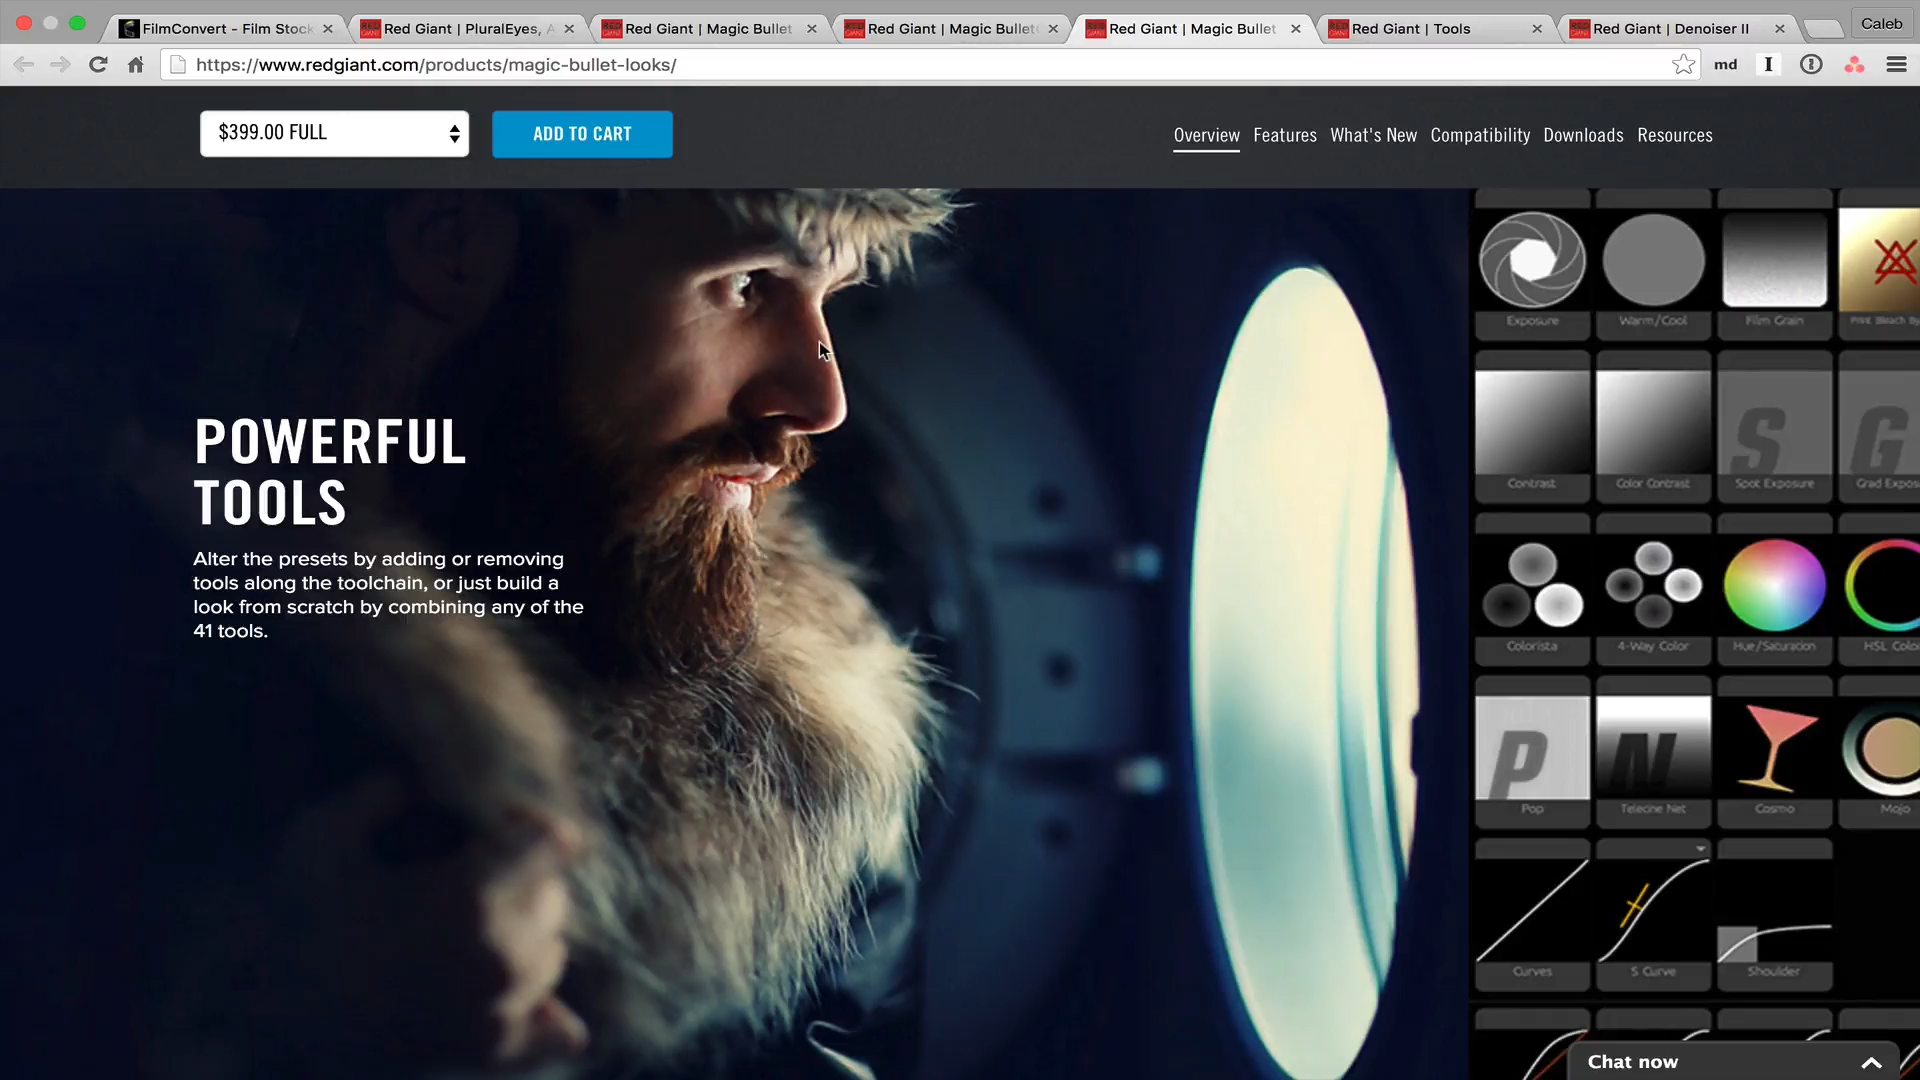 FilmConvert - Film Stock
Red Giant | PluralEyes, A
Red Giant | Magic Bullet
Red Giant | Magic Bullet
Red Giant | Magic Bullet
Red Giant | Tools
Red Giant | Denoiser II
Caleb
https://www.redgiant.com/products/magic-bullet-looks/
md
$399.00 FULL
ADD TO CART
Overview
Features
What's New
Compatibility
Downloads
Resources
POWERFUL
TOOLS
Alter the presets by adding or removing
tools along the toolchain, or just build a
look from scratch by combining any of the
41 tools.
Exposure
Warm/Cool
Film Grain
Print Bleach By
Contrast
Color Contrast
S
Spot Exposure
G
Grad Expos
Colorista
4-Way Color
Hue/Saturation
HSL Colo
P
Pop
N
Telecine Net
Cosmo
Mojo
Curves
S Curve
Shoulder
Chat now